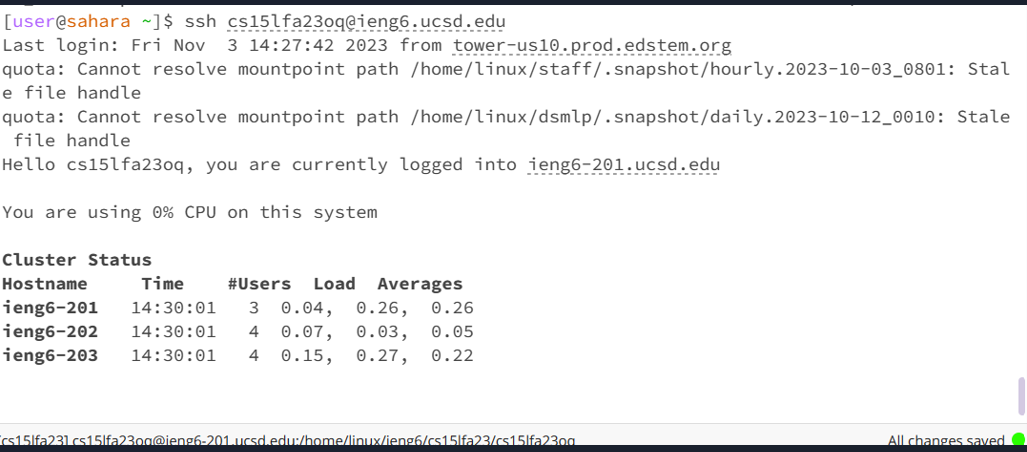 [user@sahara ~]$ ssh cs15lfa23oq@ieng6.ucsd.edu
Last login: Fri Nov  3 14:27:42 2023 from tower-us10.prod.edstem.org
quota: Cannot resolve mountpoint path /home/linux/staff/.snapshot/hourly.2023-10-03_0801: Stal
e file handle
quota: Cannot resolve mountpoint path /home/linux/dsmlp/.snapshot/daily.2023-10-12_0010: Stale
 file handle
Hello cs15lfa23oq, you are currently logged into ieng6-201.ucsd.edu
You are using 0% CPU on this system
Cluster Status
Hostname     Time    #Users  Load  Averages
ieng6-201   14:30:01   3  0.04,  0.26,  0.26
ieng6-202   14:30:01   4  0.07,  0.03,  0.05
ieng6-203   14:30:01   4  0.15,  0.27,  0.22
/cs15lfa23] cs15lfa23oq@ieng6-201.ucsd.edu:/home/linux/ieng6/cs15lfa23/cs15lfa23oq All changes saved